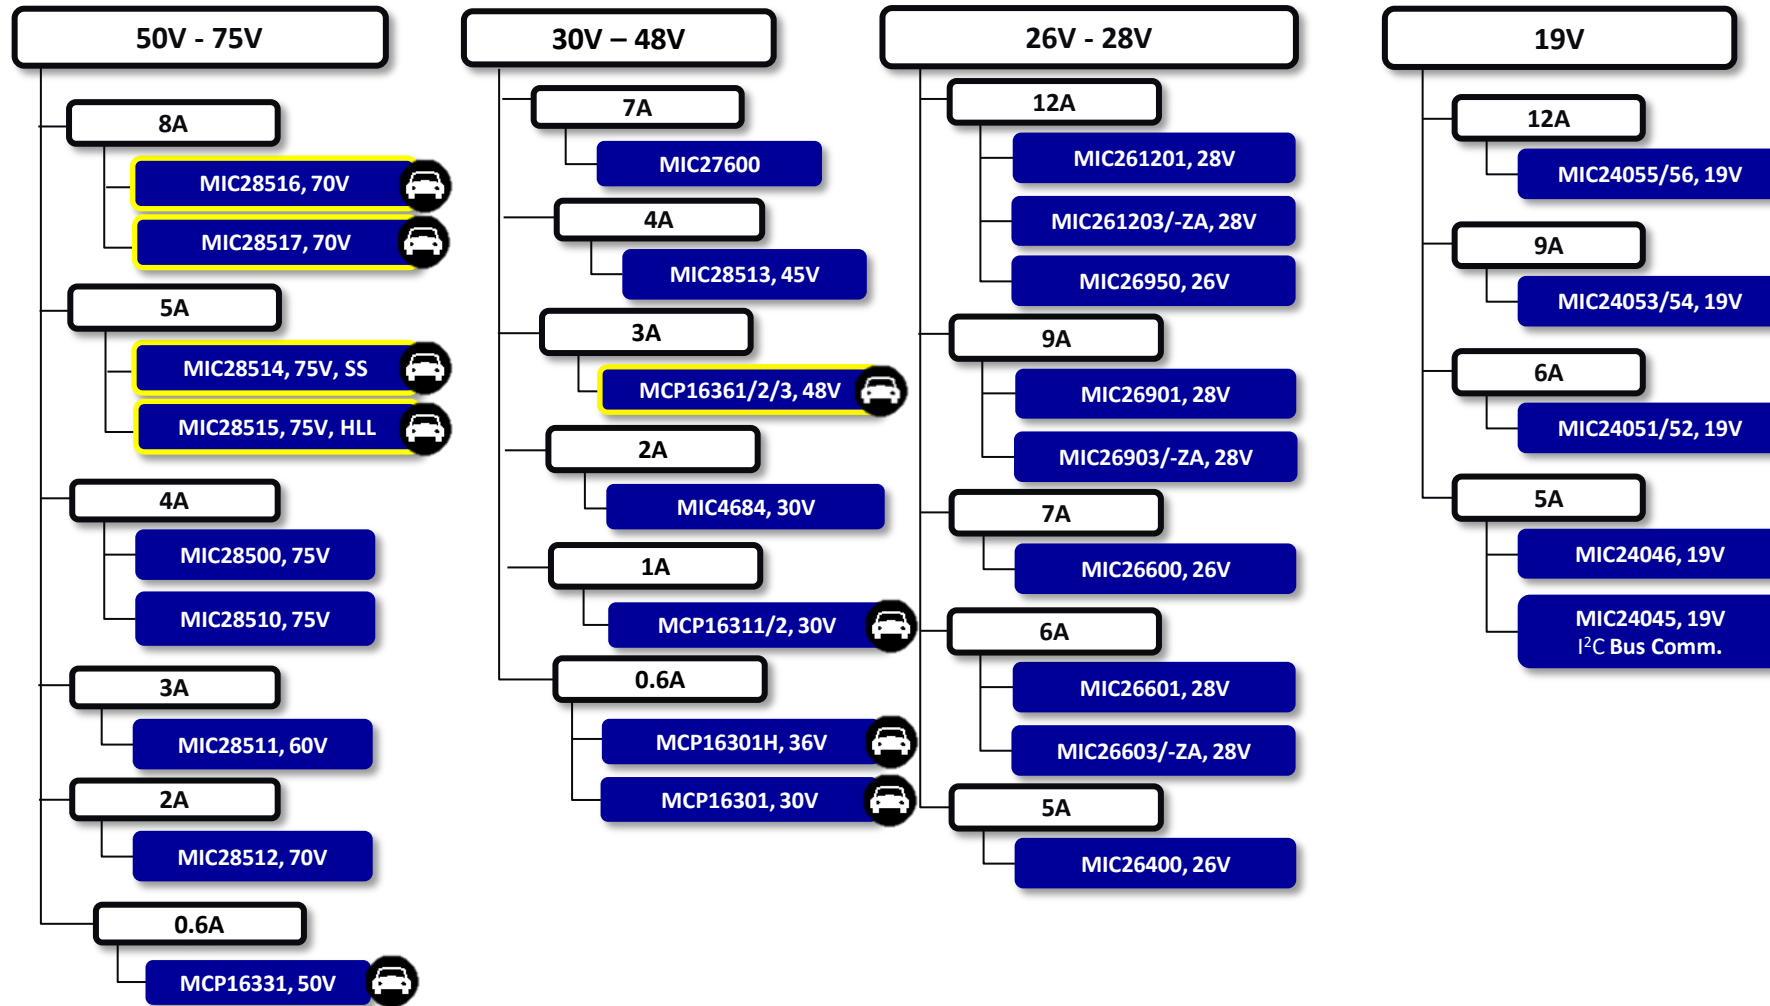 50V - 75V
8A
MIC28516, 70V
MIC28517, 70V
5A
MIC28514, 75V, SS
MIC28515, 75V, HLL
4A
MIC28500, 75V
MIC28510, 75V
3A
MIC28511, 60V
2A
MIC28512, 70V
0.6A
MCP16331, 50V
30V – 48V
7A
MIC27600
4A
MIC28513, 45V
3A
MCP16361/2/3, 48V
2A
MIC4684, 30V
1A
MCP16311/2, 30V
0.6A
MCP16301H, 36V
MCP16301, 30V
26V - 28V
12A
MIC261201, 28V
MIC261203/-ZA, 28V
MIC26950, 26V
9A
MIC26901, 28V
MIC26903/-ZA, 28V
7A
MIC26600, 26V
6A
MIC26601, 28V
MIC26603/-ZA, 28V
5A
MIC26400, 26V
19V
12A
MIC24055/56, 19V
9A
MIC24053/54, 19V
6A
MIC24051/52, 19V
5A
MIC24046, 19V
MIC24045, 19V
I²C Bus Comm.